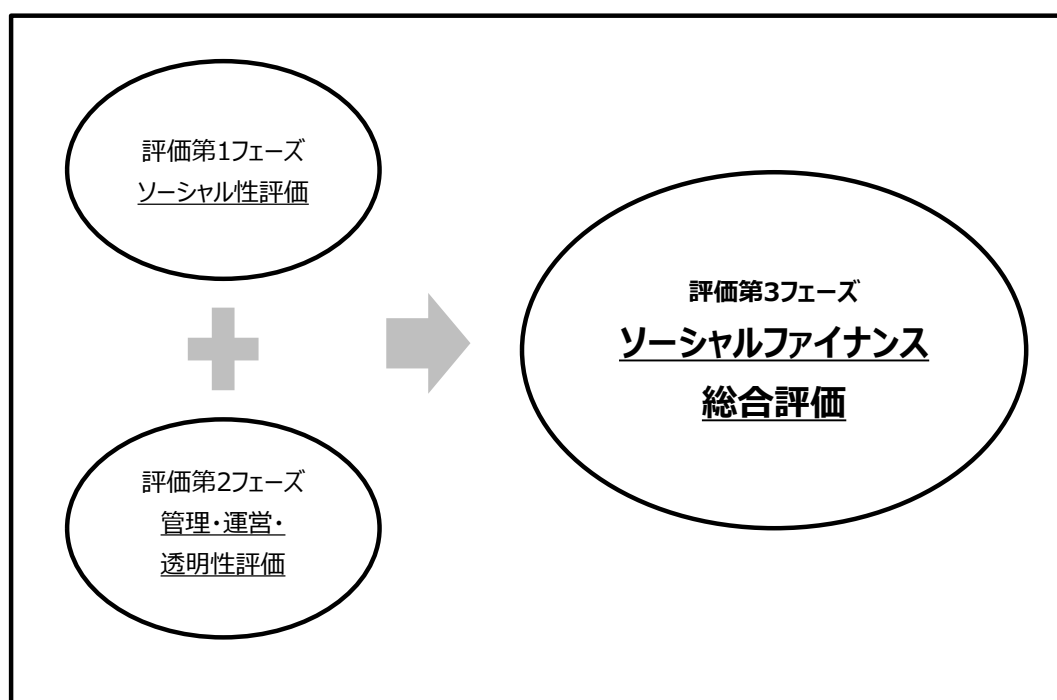 評価第1フェーズ
ソーシャル性評価
評価第2フェーズ
管理・運営・
透明性評価
評価第3フェーズ
ソーシャルファイナンス
総合評価